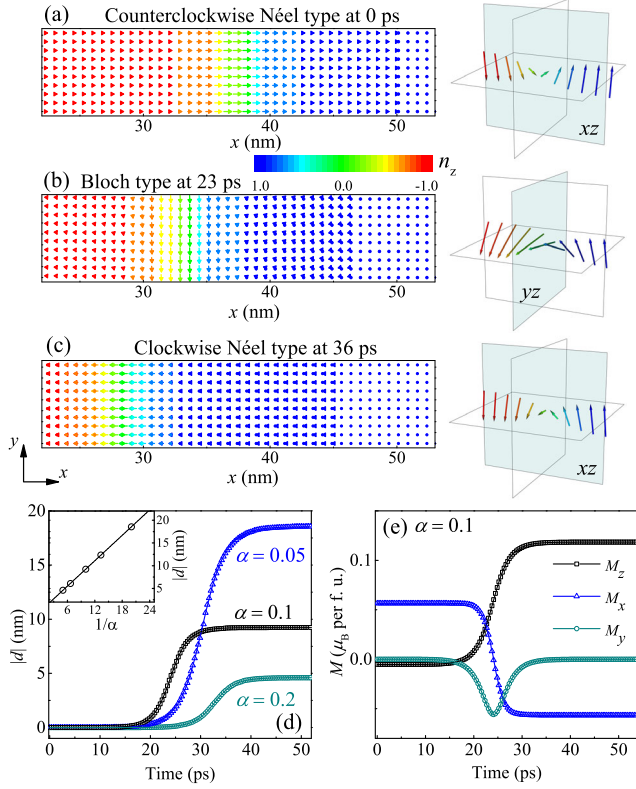 (a) Counterclockwise Néel type at 0 ps
30 40 50
x (nm)
xz
n_z
1.0 0.0 -1.0
(b) Bloch type at 23 ps
30 40 50
x (nm)
yz
(c) Clockwise Néel type at 36 ps
30 40 50
x (nm)
xz
y
x
20
15
10
5
0
|d| (nm)
0 10 20 30 40 50
Time (ps)
20
15
10
5
|d| (nm)
6 12 18 24
1/α
α = 0.05
α = 0.1
α = 0.2
(d)
(e) α = 0.1
M_z
M_x
M_y
0.1
0.0
M (μ_B per f. u.)
0 10 20 30 40 50
Time (ps)